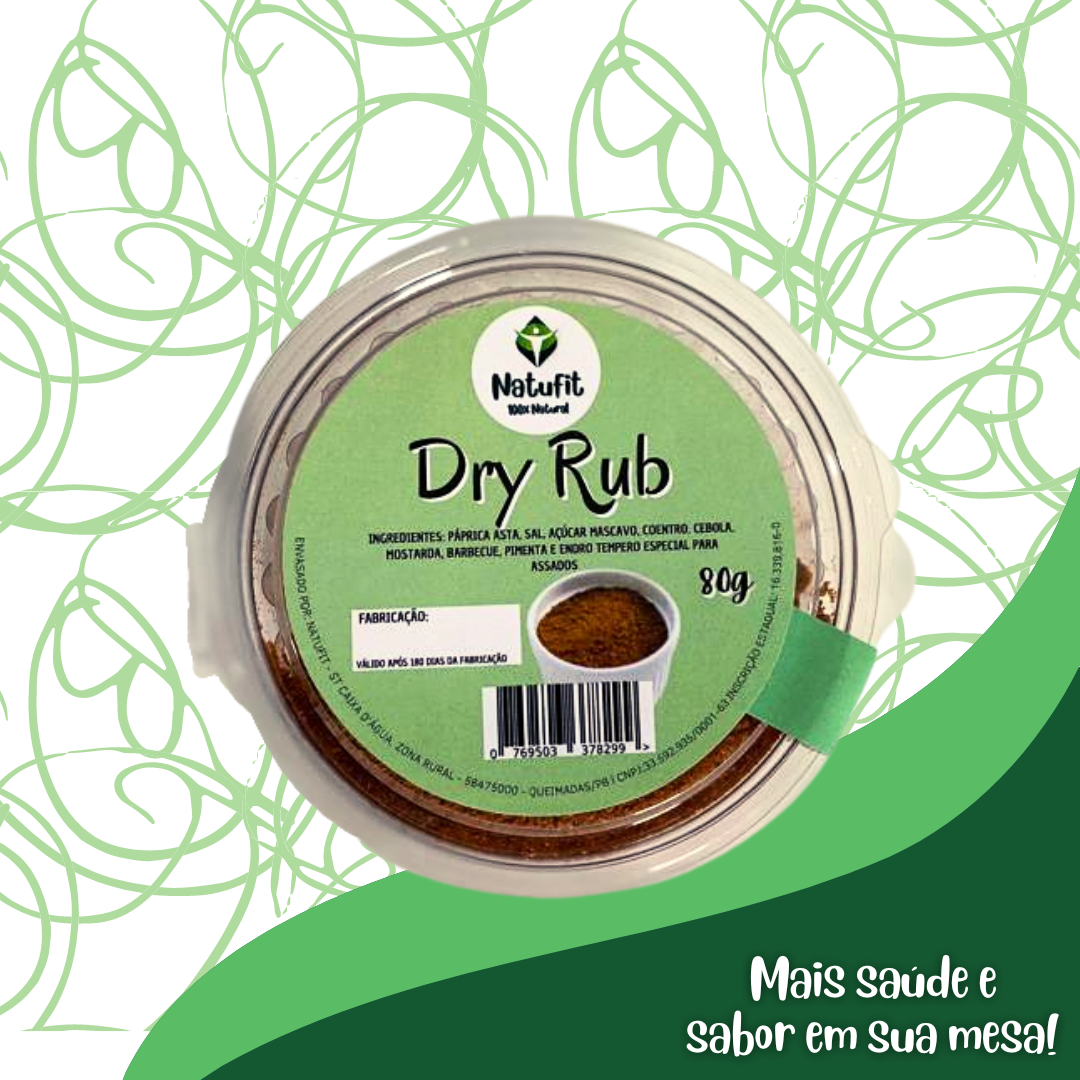 Natufit
100% Natural
Dry Rub
INGREDIENTES: PÁPRICA ASTA, SAL, AÇÚCAR MASCAVO, COENTRO, CEBOLA,
MOSTARDA, BARBECUE, PIMENTA E ENDRO TEMPERO ESPECIAL PARA
ASSADOS
80g
FABRICAÇÃO:
VÁLIDO APÓS 180 DIAS DA FABRICAÇÃO
0 769503 378299 >
ENVASADO POR: NATUFIT - ST CAIXA D'ÁGUA, ZONA RURAL - 58475000 - QUEIMADAS/PB | CNPJ:33.592.935/0001-63 INSCRIÇÃO ESTADUAL: 16.339.816-0
Mais saúde e
sabor em sua mesa!